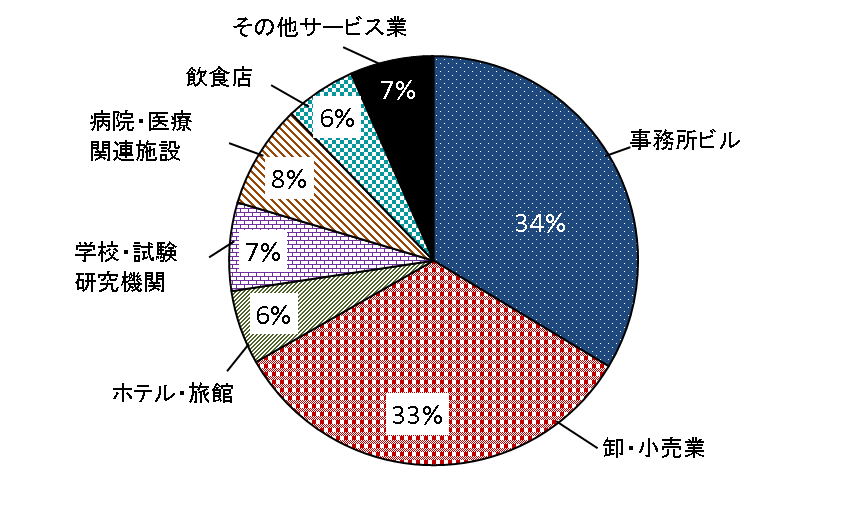 その他サービス業
7%
飲食店
6%
病院・医療
関連施設
8%
事務所ビル
34%
学校・試験
研究機関
7%
6%
ホテル・旅館
33%
卸・小売業